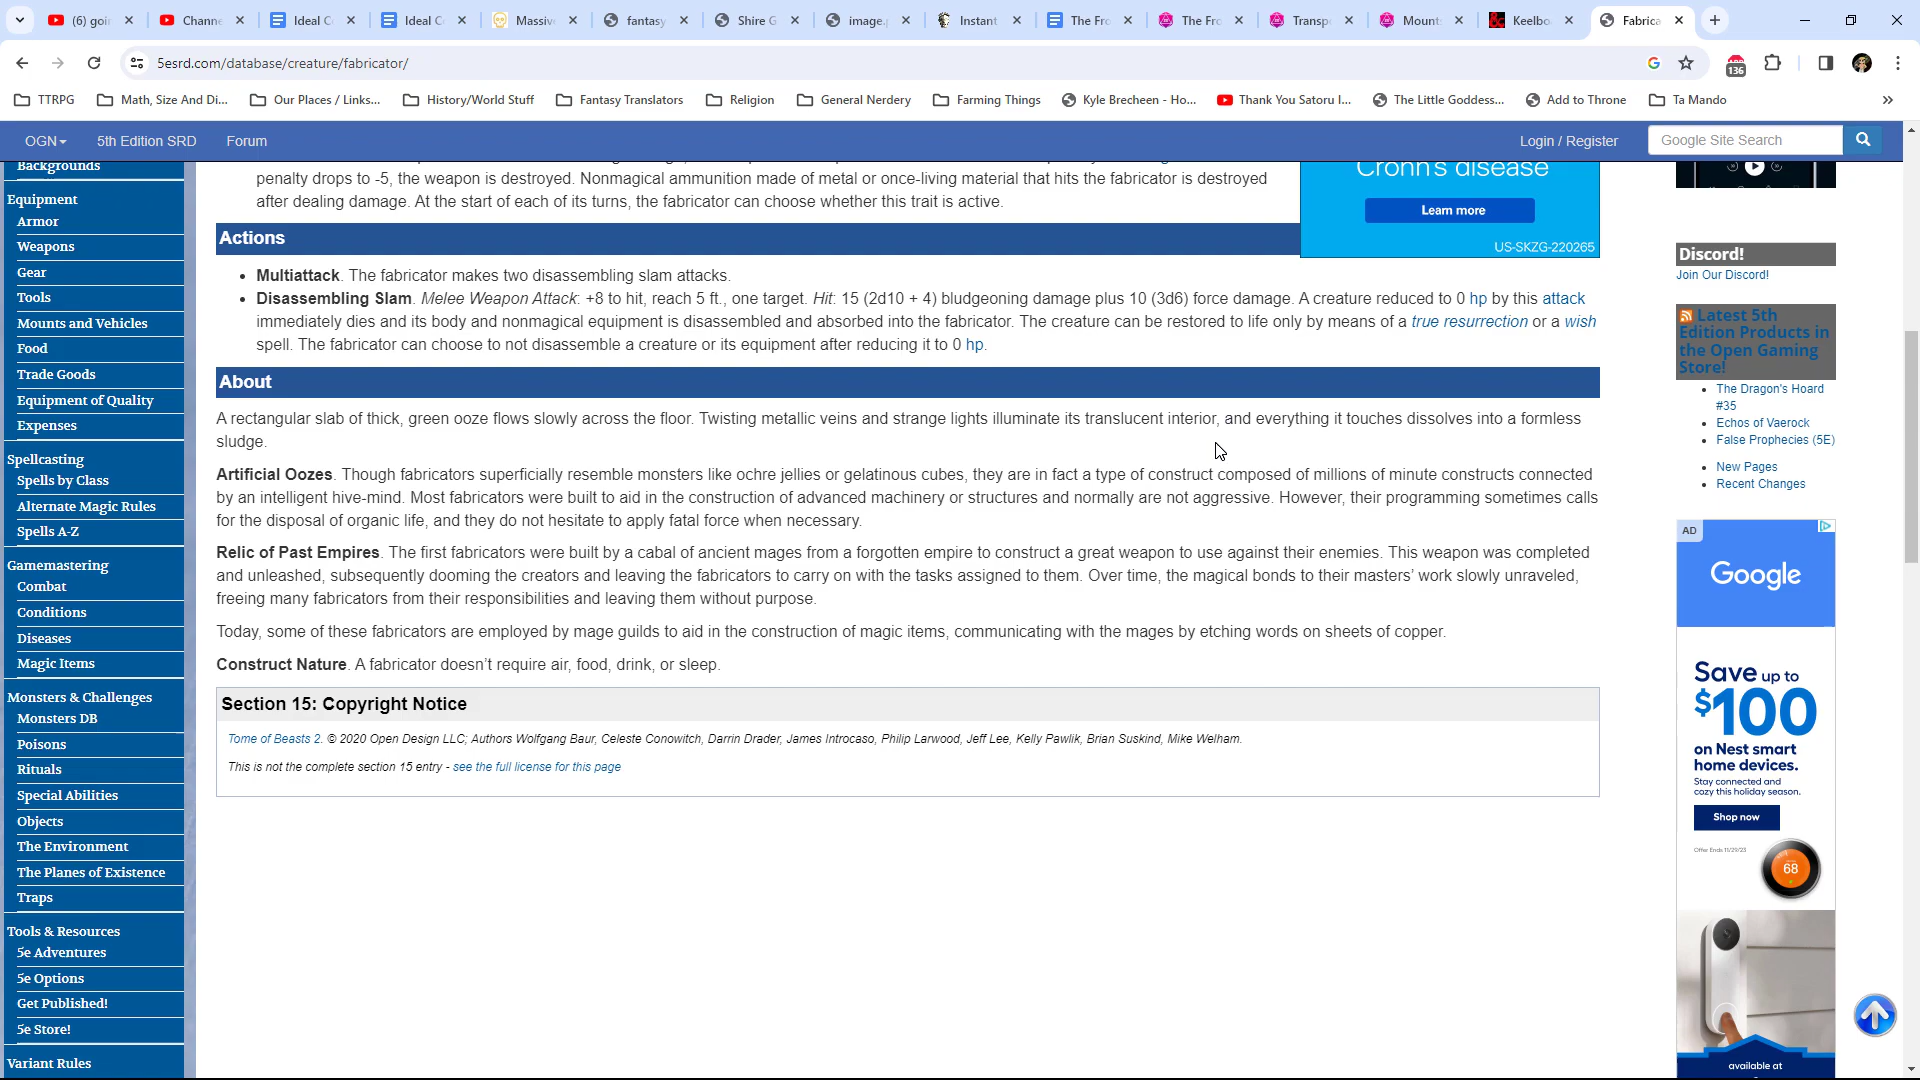 (6) goin
Channe
Ideal C
Ideal C
Massiv
fantasy
Shire G
image.p
Instant
The Fro
The Fro
Transp
Mount
Keelbo
Fabrica
5esrd.com/database/creature/fabricator/
136
TTRPG
Math, Size And Di...
Our Places / Links...
History/World Stuff
Fantasy Translators
Religion
General Nerdery
Farming Things
Kyle Brecheen - Ho...
Thank You Satoru I...
The Little Goddess...
Add to Throne
Ta Mando
»
OGN
5th Edition SRD
Forum
Login / Register
Google Site Search
Backgrounds
Equipment
Armor
Weapons
Gear
Tools
Mounts and Vehicles
Food
Trade Goods
Equipment of Quality
Expenses
Spellcasting
Spells by Class
Alternate Magic Rules
Spells A-Z
Gamemastering
Combat
Conditions
Diseases
Magic Items
Monsters & Challenges
Monsters DB
Poisons
Rituals
Special Abilities
Objects
The Environment
The Planes of Existence
Traps
Tools & Resources
5e Adventures
5e Options
Get Published!
5e Store!
Variant Rules
penalty drops to -5, the weapon is destroyed. Nonmagical ammunition made of metal or once-living material that hits the fabricator is destroyed
after dealing damage. At the start of each of its turns, the fabricator can choose whether this trait is active.
Crohn's disease
Learn more
US-SKZG-220265
Actions
• Multiattack. The fabricator makes two disassembling slam attacks.
• Disassembling Slam. Melee Weapon Attack: +8 to hit, reach 5 ft., one target. Hit: 15 (2d10 + 4) bludgeoning damage plus 10 (3d6) force damage. A creature reduced to 0 hp by this attack
immediately dies and its body and nonmagical equipment is disassembled and absorbed into the fabricator. The creature can be restored to life only by means of a true resurrection or a wish
spell. The fabricator can choose to not disassemble a creature or its equipment after reducing it to 0 hp.
About
A rectangular slab of thick, green ooze flows slowly across the floor. Twisting metallic veins and strange lights illuminate its translucent interior, and everything it touches dissolves into a formless
sludge.
Artificial Oozes. Though fabricators superficially resemble monsters like ochre jellies or gelatinous cubes, they are in fact a type of construct composed of millions of minute constructs connected
by an intelligent hive-mind. Most fabricators were built to aid in the construction of advanced machinery or structures and normally are not aggressive. However, their programming sometimes calls
for the disposal of organic life, and they do not hesitate to apply fatal force when necessary.
Relic of Past Empires. The first fabricators were built by a cabal of ancient mages from a forgotten empire to construct a great weapon to use against their enemies. This weapon was completed
and unleashed, subsequently dooming the creators and leaving the fabricators to carry on with the tasks assigned to them. Over time, the magical bonds to their masters’ work slowly unraveled,
freeing many fabricators from their responsibilities and leaving them without purpose.
Today, some of these fabricators are employed by mage guilds to aid in the construction of magic items, communicating with the mages by etching words on sheets of copper.
Construct Nature. A fabricator doesn’t require air, food, drink, or sleep.
Section 15: Copyright Notice
Tome of Beasts 2. © 2020 Open Design LLC; Authors Wolfgang Baur, Celeste Conowitch, Darrin Drader, James Introcaso, Philip Larwood, Jeff Lee, Kelly Pawlik, Brian Suskind, Mike Welham.
This is not the complete section 15 entry - see the full license for this page
Discord!
Join Our Discord!
Latest 5th
Edition Products in
the Open Gaming
Store!
• The Dragon's Hoard
#35
• Echos of Vaerock
• False Prophecies (5E)
• New Pages
• Recent Changes
AD
Google
Save up to
$100
on Nest smart
home devices.
Stay connected and
cozy this holiday season.
Shop now
Offer Ends 11/29/23
68
available at